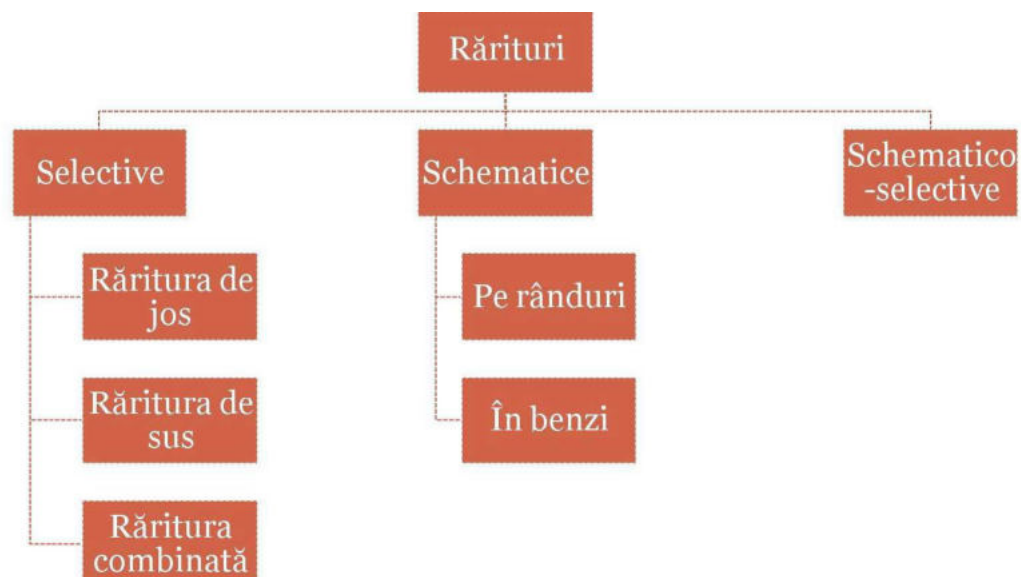 Rărituri
Selective
Schematice
Schematico
-selective
Răritura de
jos
Răritura de
sus
Răritura
combinată
Pe rânduri
În benzi